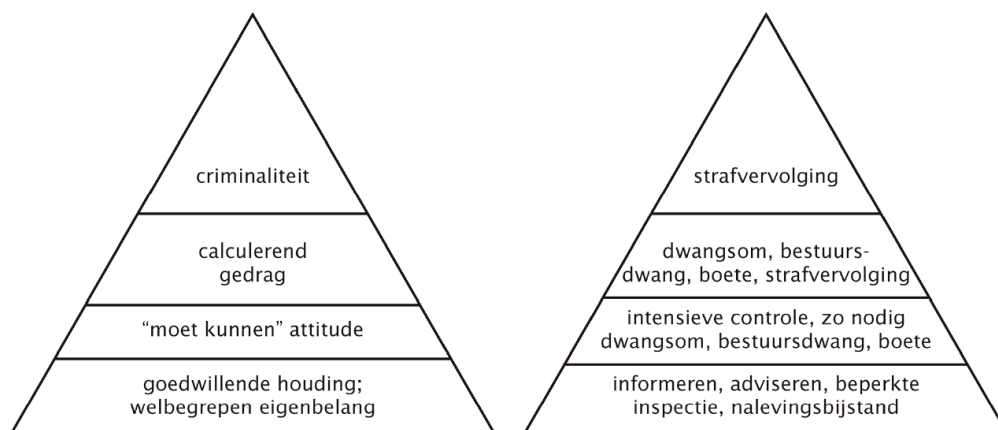 criminaliteit
calculerend
gedrag
“moet kunnen” attitude
goedwillende houding;
welbegrepen eigenbelang
strafvervolging
dwangsom, bestuurs-
dwang, boete, strafvervolging
intensieve controle, zo nodig
dwangsom, bestuursdwang, boete
informeren, adviseren, beperkte
inspectie, nalevingsbijstand